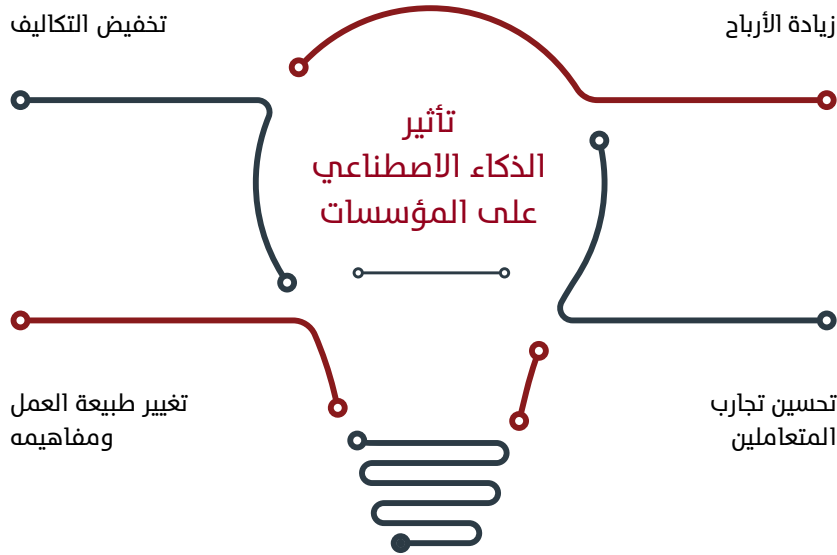 زيادة الأرباح
تخفيض التكاليف
تأثير
الذكاء الاصطناعي
على المؤسسات
تحسين تجارب
المتعاملين
تغيير طبيعة العمل
ومفاهيمه